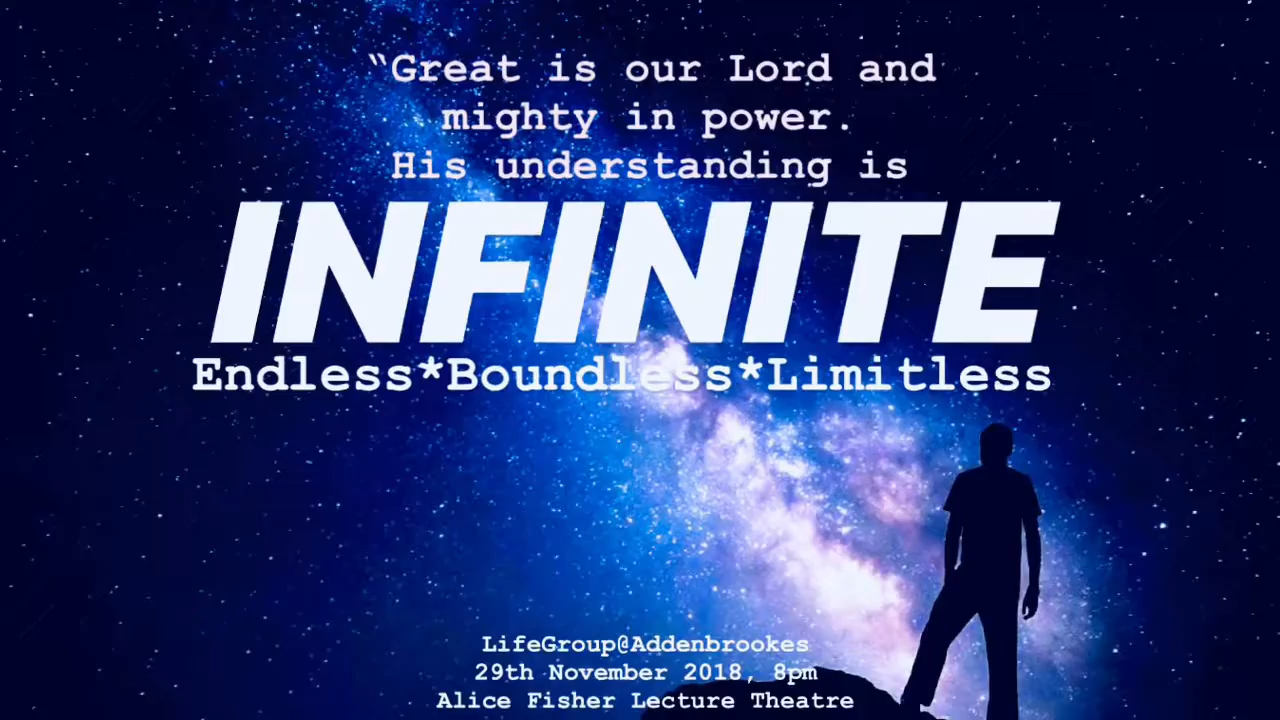 “Great is our Lord and
mighty in power.
His understanding is
INFINITE
Endless*Boundless*Limitless
LifeGroup@Addenbrookes
29th November 2018, 8pm
Alice Fisher Lecture Theatre